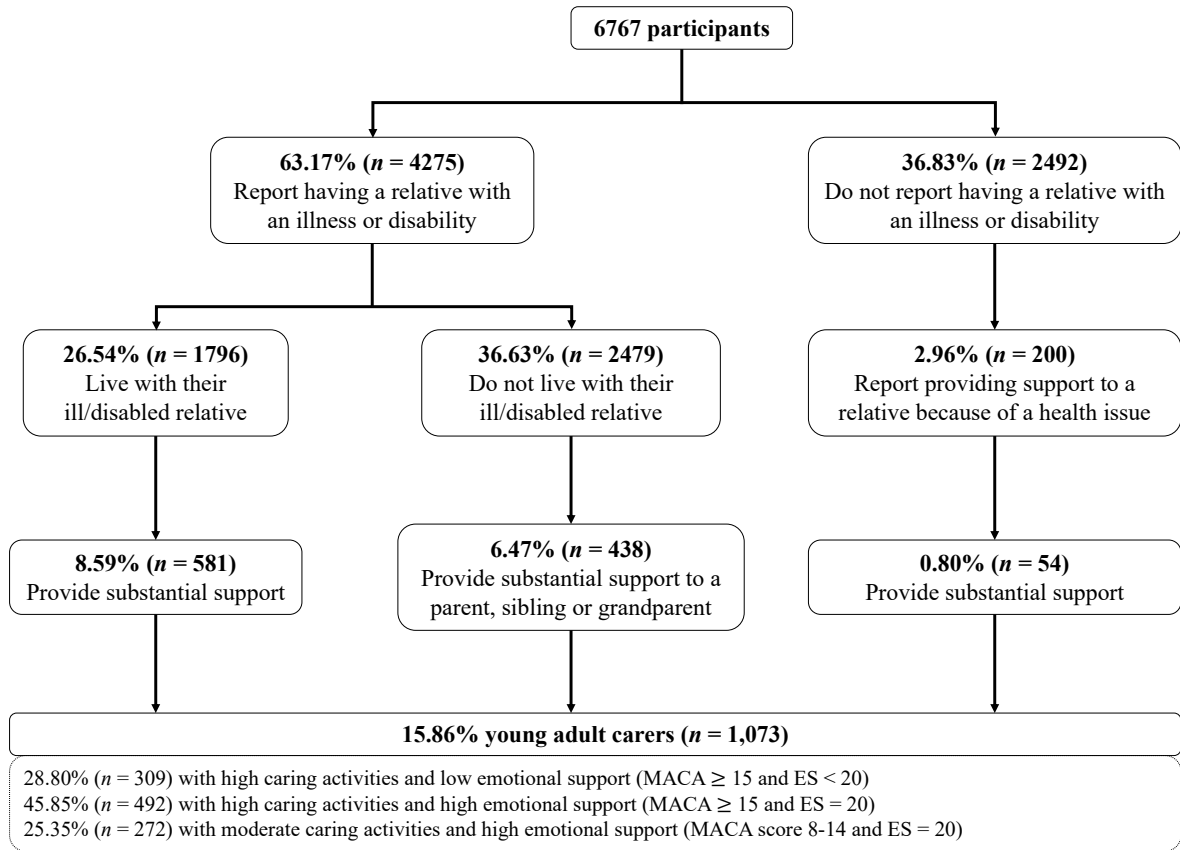 6767 participants
63.17% (n = 4275)
Report having a relative with
an illness or disability
36.83% (n = 2492)
Do not report having a relative with
an illness or disability
26.54% (n = 1796)
Live with their
ill/disabled relative
36.63% (n = 2479)
Do not live with their
ill/disabled relative
2.96% (n = 200)
Report providing support to a
relative because of a health issue
8.59% (n = 581)
Provide substantial support
6.47% (n = 438)
Provide substantial support to a
parent, sibling or grandparent
0.80% (n = 54)
Provide substantial support
15.86% young adult carers (n = 1,073)
28.80% (n = 309) with high caring activities and low emotional support (MACA ≥ 15 and ES < 20)
45.85% (n = 492) with high caring activities and high emotional support (MACA ≥ 15 and ES = 20)
25.35% (n = 272) with moderate caring activities and high emotional support (MACA score 8-14 and ES = 20)